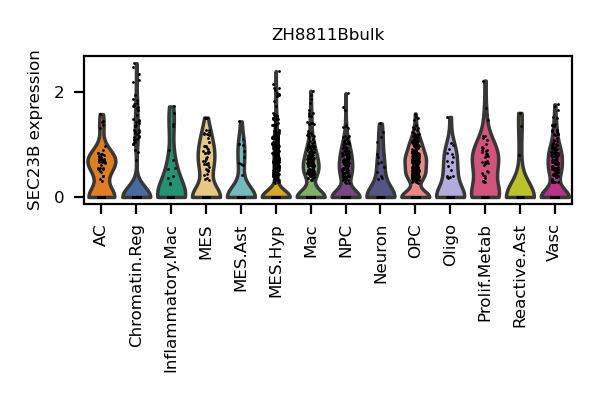 ZH8811Bbulk
SEC23B expression
2
0
AC
Chromatin.Reg
Inflammatory.Mac
MES
MES.Ast
MES.Hyp
Mac
NPC
Neuron
OPC
Oligo
Prolif.Metab
Reactive.Ast
Vasc